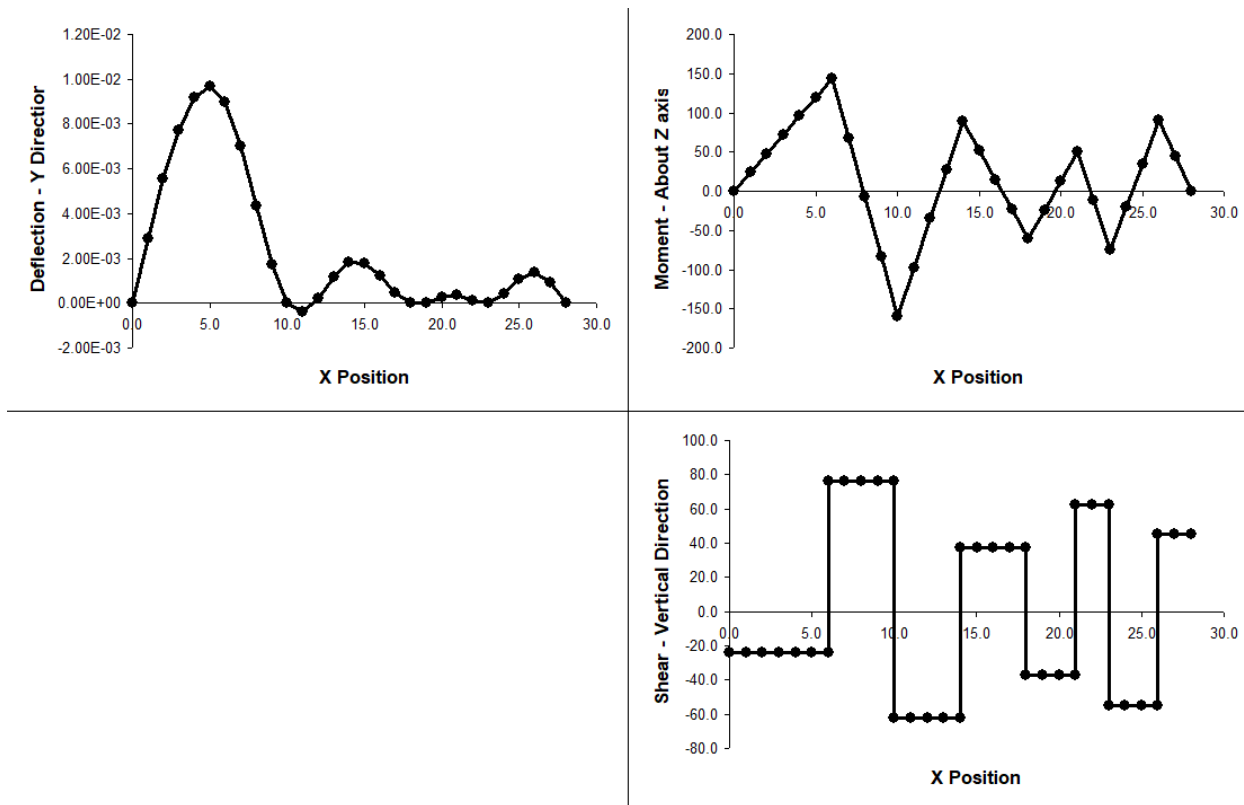 1.20E-02
1.00E-02
8.00E-03
6.00E-03
4.00E-03
2.00E-03
0.00E+00
-2.00E-03
0.0 5.0 10.0 15.0 20.0 25.0 30.0
Deflection - Y Direction
X Position
200.0
150.0
100.0
50.0
0.0
-50.0
-100.0
-150.0
-200.0
0.0 5.0 10.0 15.0 20.0 25.0 30.0
Moment - About Z axis
X Position
100.0
80.0
60.0
40.0
20.0
0.0
-20.0
-40.0
-60.0
-80.0
0.0 5.0 10.0 15.0 20.0 25.0 30.0
Shear - Vertical Direction
X Position